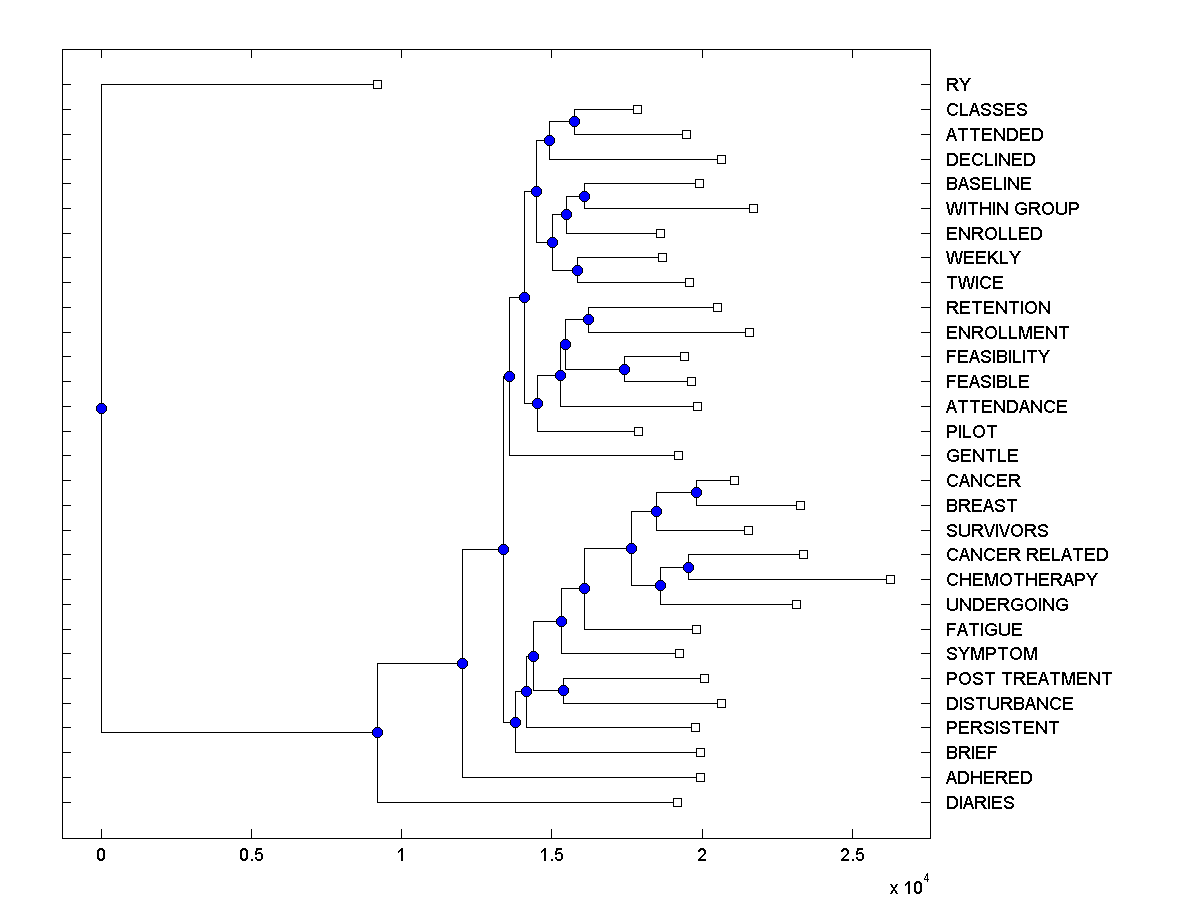 RY
CLASSES
ATTENDED
DECLINED
BASELINE
WITHIN GROUP
ENROLLED
WEEKLY
TWICE
RETENTION
ENROLLMENT
FEASIBILITY
FEASIBLE
ATTENDANCE
PILOT
GENTLE
CANCER
BREAST
SURVIVORS
CANCER RELATED
CHEMOTHERAPY
UNDERGOING
FATIGUE
SYMPTOM
POST TREATMENT
DISTURBANCE
PERSISTENT
BRIEF
ADHERED
DIARIES
0 0.5 1 1.5 2 2.5
x 10^4